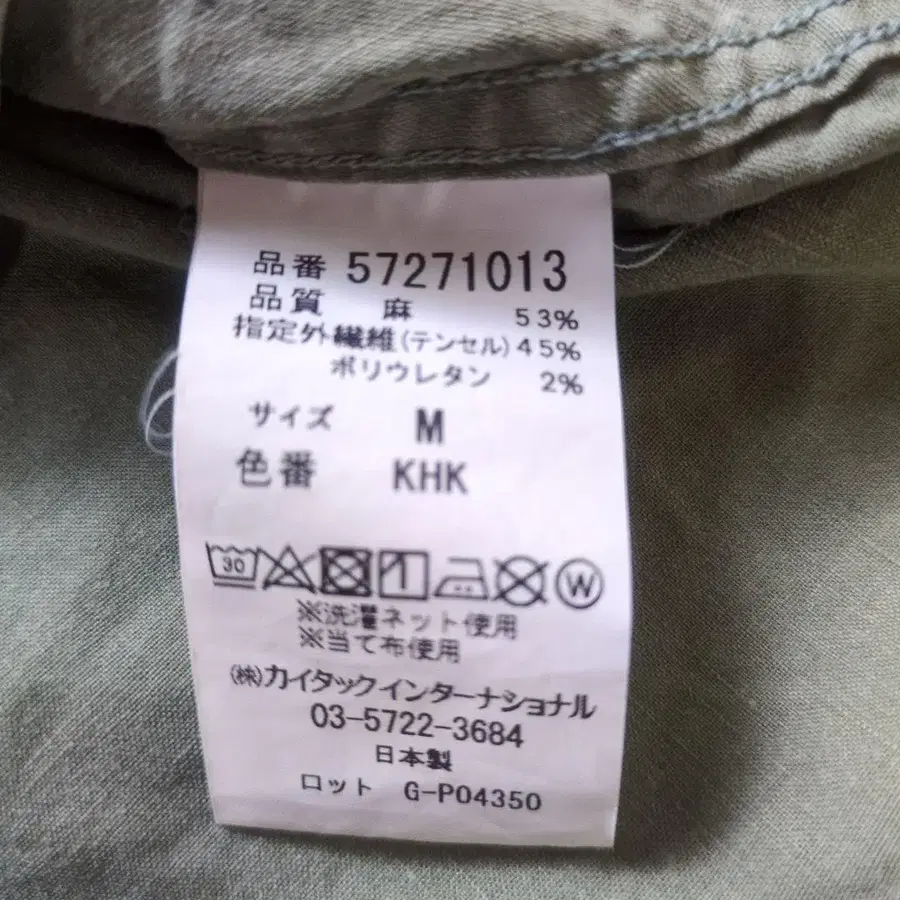 品番 57271013
品質 麻 53%
指定外繊維(テンセル) 45%
ポリウレタン 2%
サイズ M
色番 KHK
30 W
※洗濯ネット使用
※当て布使用
(株)カイタックインターナショナル
03-5722-3684
日本製
ロット G-P04350